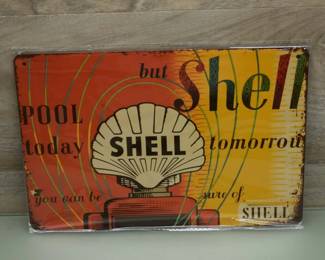 but Shell
POOL
today SHELL tomorrow
you can be sure of
SHELL